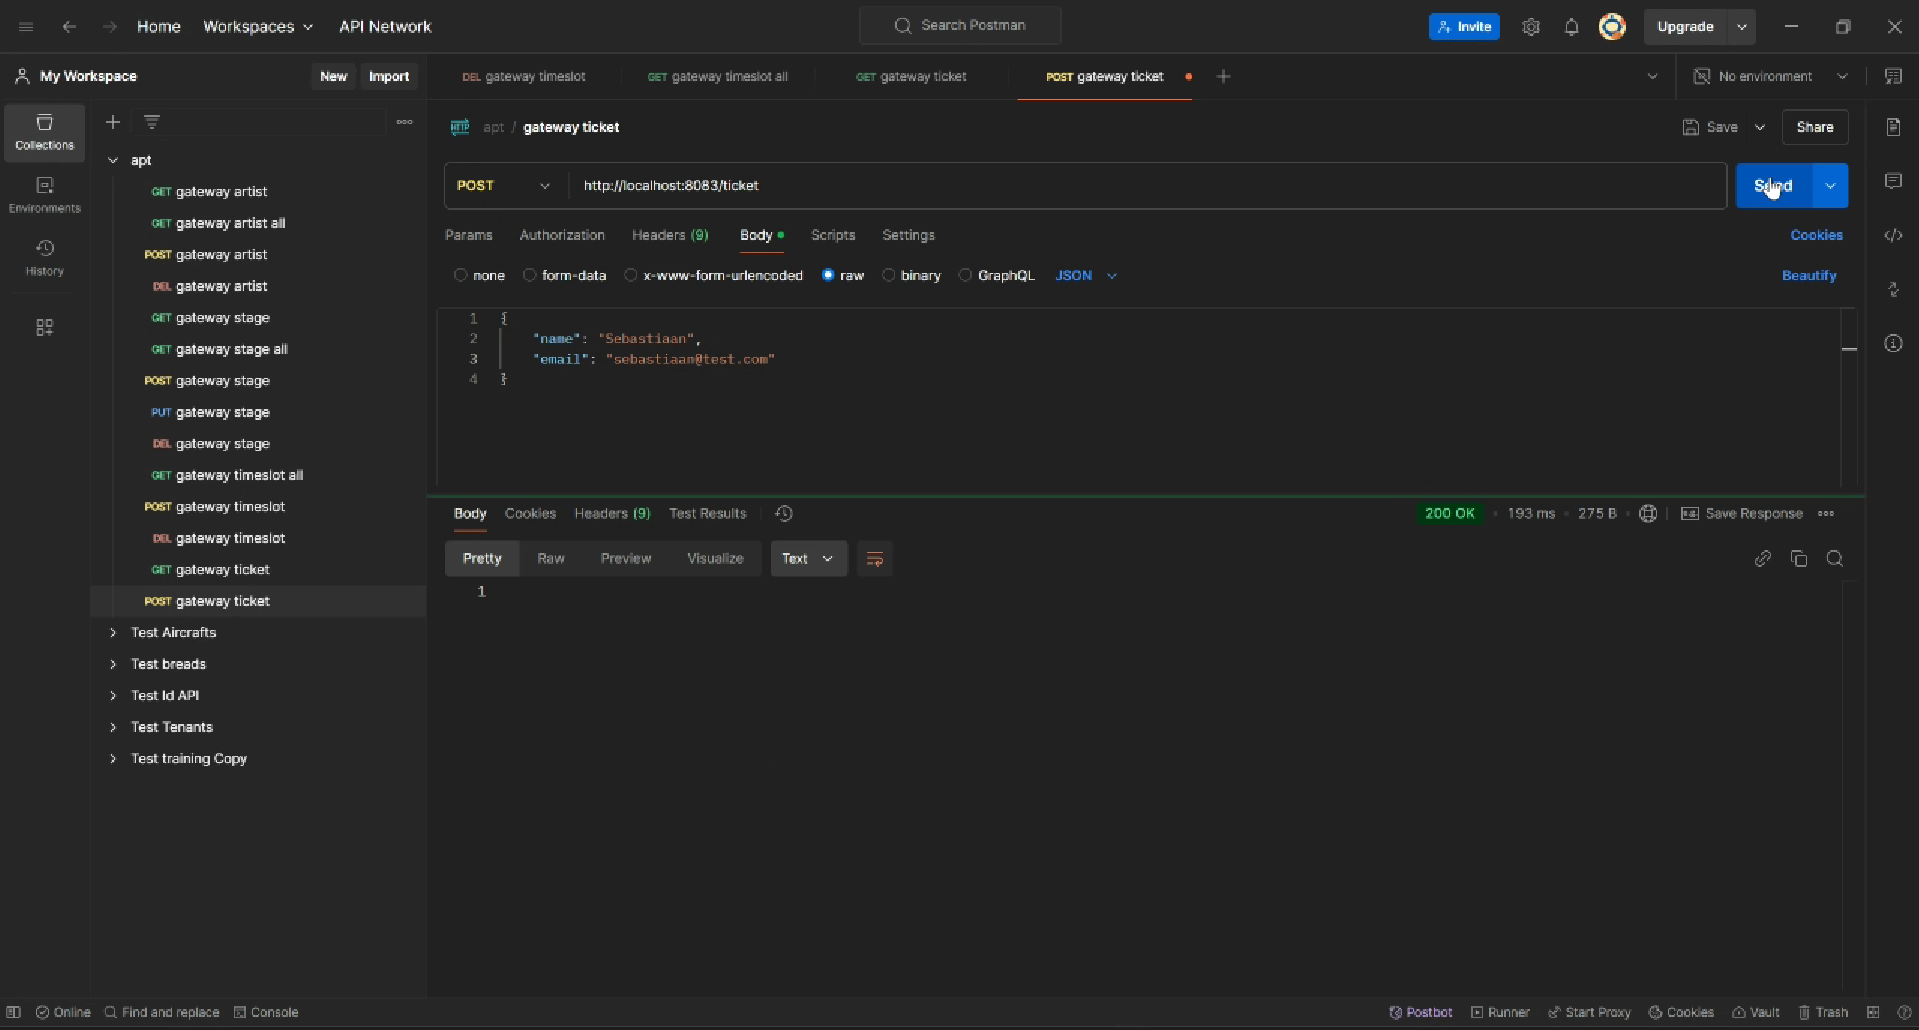 Home Workspaces API Network Search Postman Invite Upgrade
My Workspace New Import DEL gateway timeslot GET gateway timeslot all GET gateway ticket POST gateway ticket No environment
Collections
Environments
History
apt
GET gateway artist
GET gateway artist all
POST gateway artist
DEL gateway artist
GET gateway stage
GET gateway stage all
POST gateway stage
PUT gateway stage
DEL gateway stage
GET gateway timeslot all
POST gateway timeslot
DEL gateway timeslot
GET gateway ticket
POST gateway ticket
Test Aircrafts
Test breads
Test Id API
Test Tenants
Test training Copy
HTTP apt / gateway ticket Save Share
POST http://localhost:8083/ticket Send
Params Authorization Headers (9) Body Scripts Settings Cookies
none form-data x-www-form-urlencoded raw binary GraphQL JSON Beautify
1 {
2 "name": "Sebastiaan",
3 "email": "sebastiaan@test.com"
4 }
Body Cookies Headers (9) Test Results 200 OK 193 ms 275 B Save Response
Pretty Raw Preview Visualize Text
1
Online Find and replace Console Postbot Runner Start Proxy Cookies Vault Trash